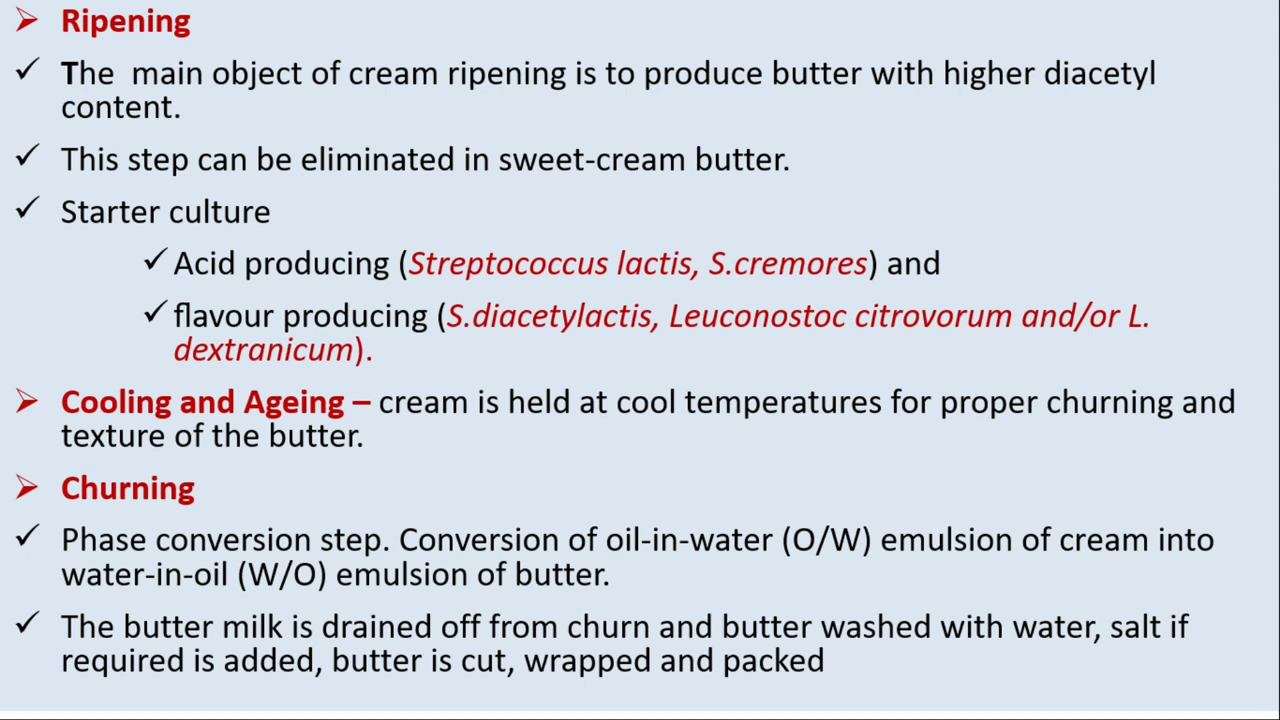 ➢ Ripening
✓ The main object of cream ripening is to produce butter with higher diacetyl
content.
✓ This step can be eliminated in sweet-cream butter.
✓ Starter culture
✓ Acid producing (Streptococcus lactis, S.cremores) and
✓ flavour producing (S.diacetylactis, Leuconostoc citrovorum and/or L.
dextranicum).
➢ Cooling and Ageing – cream is held at cool temperatures for proper churning and
texture of the butter.
➢ Churning
✓ Phase conversion step. Conversion of oil-in-water (O/W) emulsion of cream into
water-in-oil (W/O) emulsion of butter.
✓ The butter milk is drained off from churn and butter washed with water, salt if
required is added, butter is cut, wrapped and packed